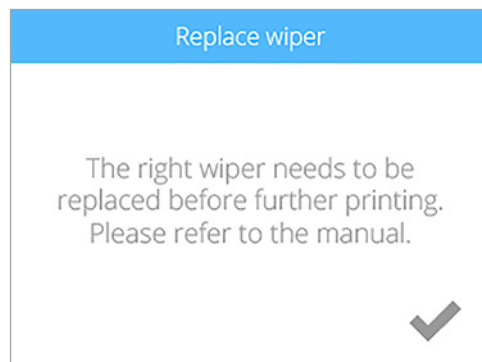 Replace wiper
The right wiper needs to be
replaced before further printing.
Please refer to the manual.